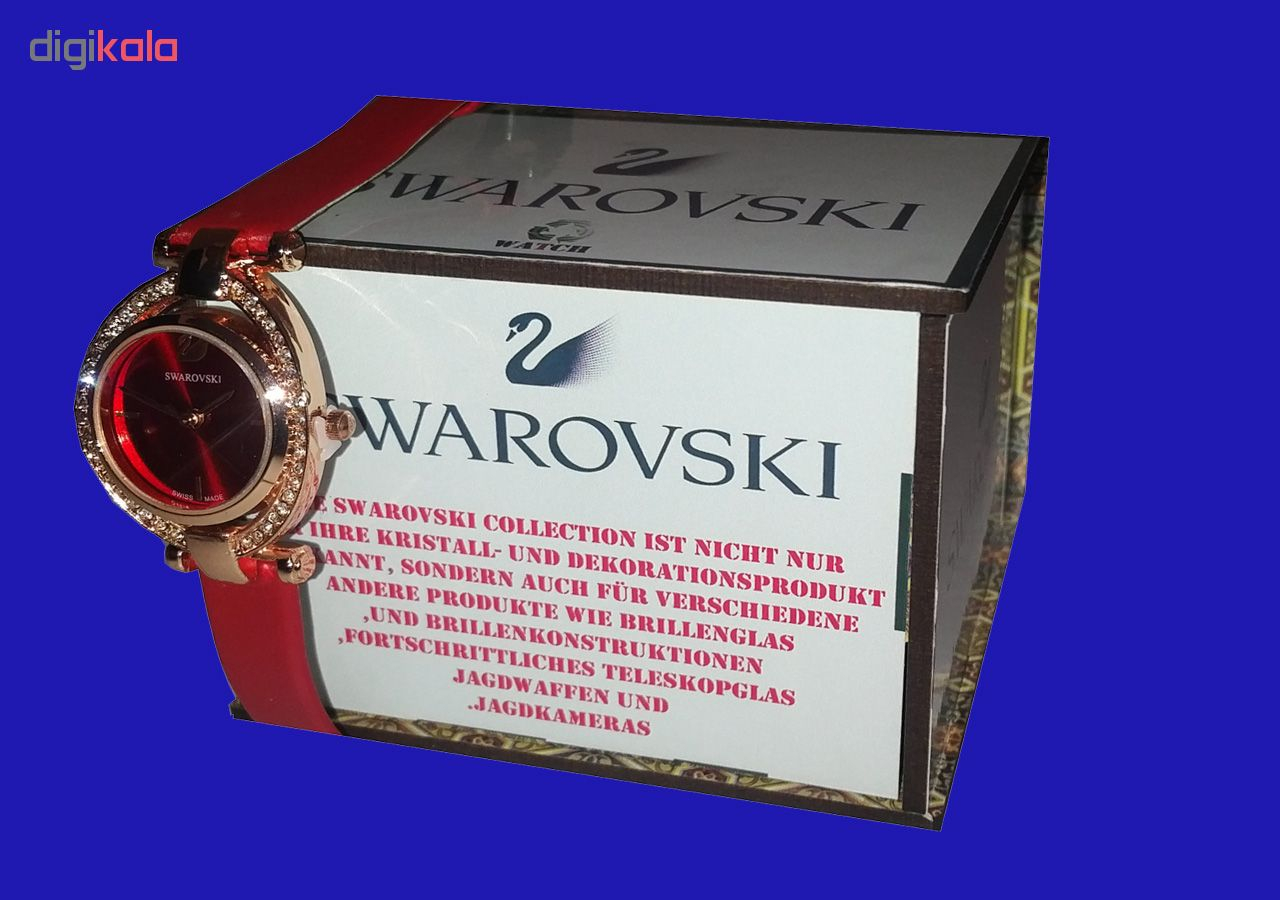 digikala
SWAROVSKI
WATCH
SWAROVSKI
SWAROVSKI
SWISS MADE
SWAROVSKI COLLECTION IST NICHT NUR
IHRE KRISTALL- UND DEKORATIONSPRODUKT
KANNT, SONDERN AUCH FÜR VERSCHIEDENE
ANDERE PRODUKTE WIE BRILLENGLAS
,UND BRILLENKONSTRUKTIONEN
,FORTSCHRITTLICHES TELESKOPGLAS
JAGDWAFFEN UND
.JAGDKAMERAS